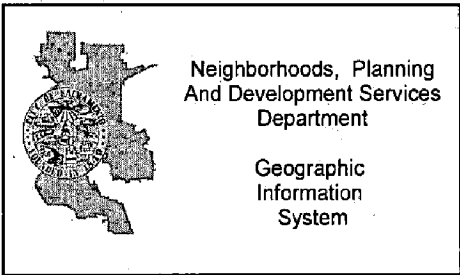 Neighborhoods, Planning
And Development Services
Department
Geographic
Information
System